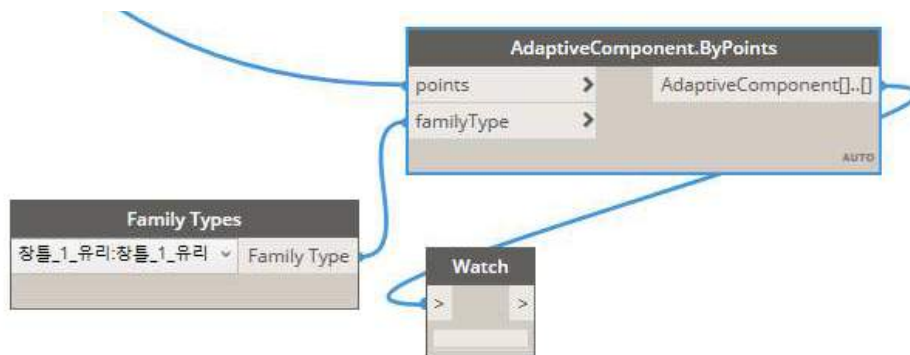 AdaptiveComponent.ByPoints
points > AdaptiveComponent[]..[]
familyType >
AUTO
Family Types
창틀_1_유리:창틀_1_유리 Family Type
Watch
> >